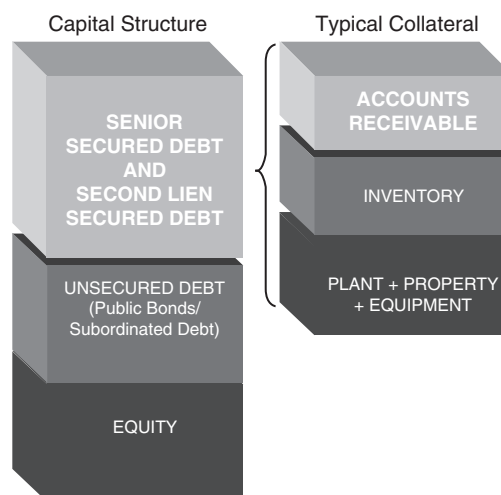 Capital Structure
SENIOR
SECURED DEBT
AND
SECOND LIEN
SECURED DEBT
UNSECURED DEBT
(Public Bonds/
Subordinated Debt)
EQUITY
Typical Collateral
ACCOUNTS
RECEIVABLE
INVENTORY
PLANT + PROPERTY
+ EQUIPMENT